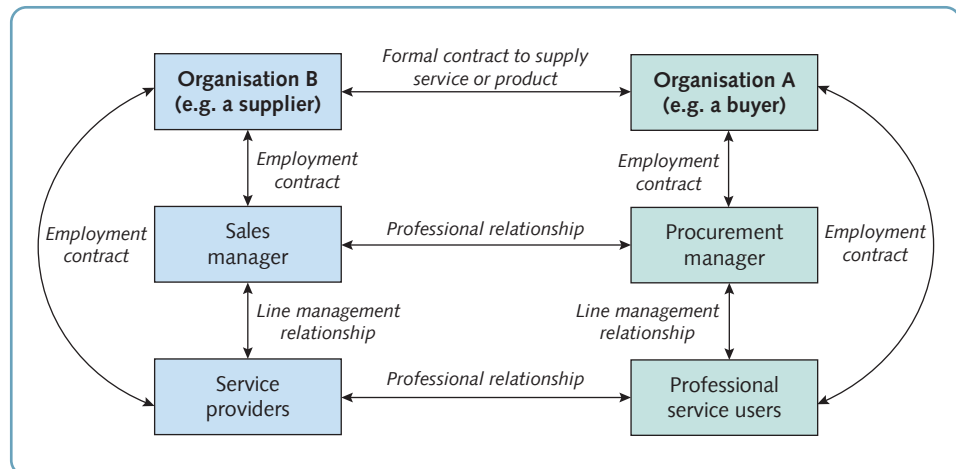 Formal contract to supply
service or product
Organisation B
(e.g. a supplier)
Organisation A
(e.g. a buyer)
Employment
contract
Employment
contract
Employment
contract
Sales
manager
Professional relationship
Procurement
manager
Employment
contract
Line management
relationship
Line management
relationship
Service
providers
Professional relationship
Professional
service users